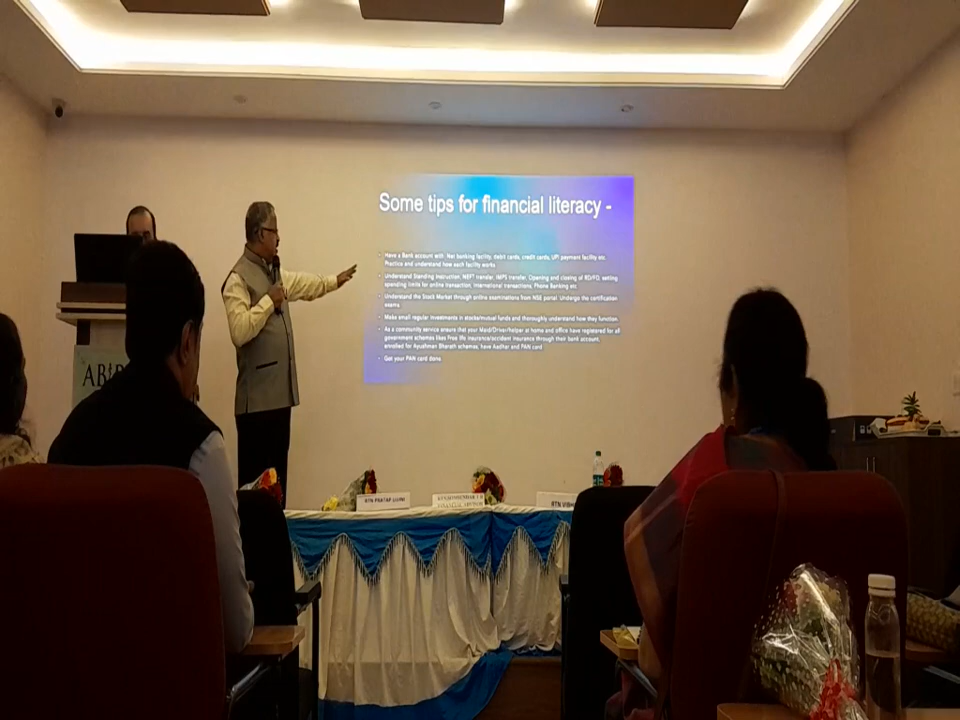 Some tips for financial literacy -
Have a Bank account with Net banking facility, debit cards, credit cards, UPI payment facility etc.
Practice and understand how each facility works
Understand Standing Instruction, NEFT transfer, IMPS transfer, Opening and closing of RD/FD, setting
spending limits for online transaction, international transactions, Phone Banking etc
Understand the Stock Market through online examinations from NSE portal. Undergo the certification
exams
Make small regular investments in stocks/mutual funds and thoroughly understand how they function.
As a community service ensure that your Maid/Driver/helper at home and office have registered for all
government schemes likes Free life insurance/accident insurance through their bank account,
enrolled for Ayushman Bharath schemes, have Aadhar and PAN card
Get your PAN card done.
RTN PRATAP
FINANCIAL ADVISOR
RTN